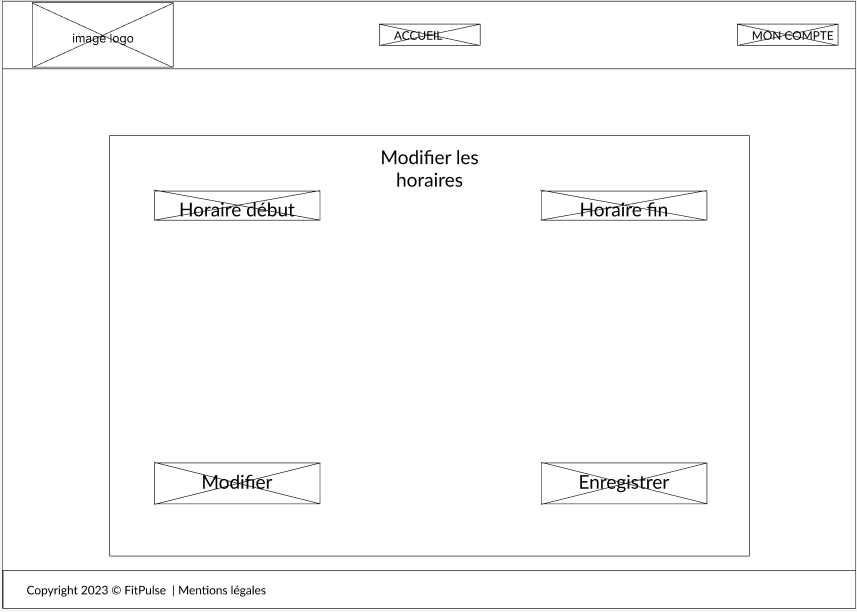 image logo
ACCUEIL
MON COMPTE
Modifier les
horaires
Horaire début
Horaire fin
Modifier
Enregistrer
Copyright 2023 © FitPulse | Mentions légales